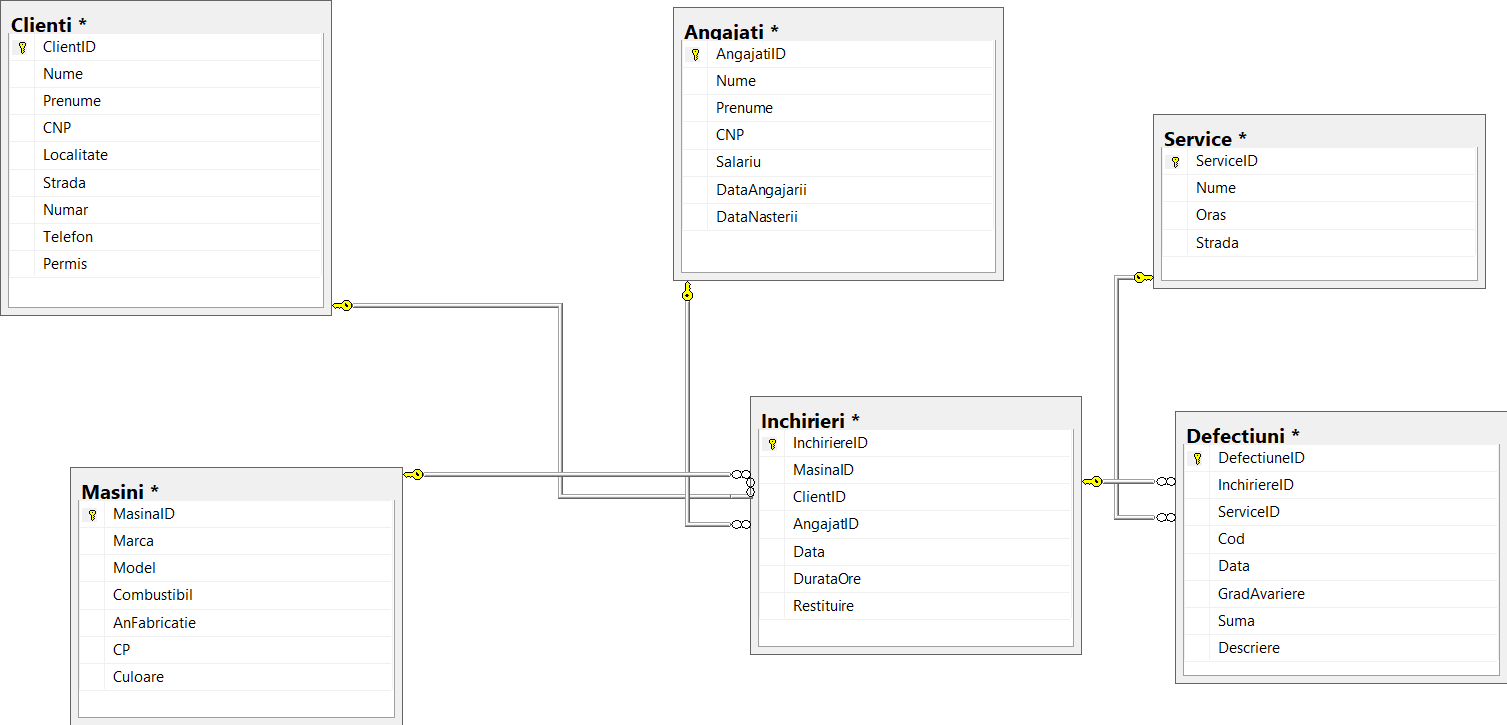 Clienti *
ClientID
Nume
Prenume
CNP
Localitate
Strada
Numar
Telefon
Permis
Angajati *
AngajatiID
Nume
Prenume
CNP
Salariu
DataAngajarii
DataNasterii
Service *
ServiceID
Nume
Oras
Strada
Masini *
MasinaID
Marca
Model
Combustibil
AnFabricatie
CP
Culoare
Inchirieri *
InchiriereID
MasinaID
ClientID
AngajatID
Data
DurataOre
Restituire
Defectiuni *
DefectiuneID
InchiriereID
ServiceID
Cod
Data
GradAvariere
Suma
Descriere